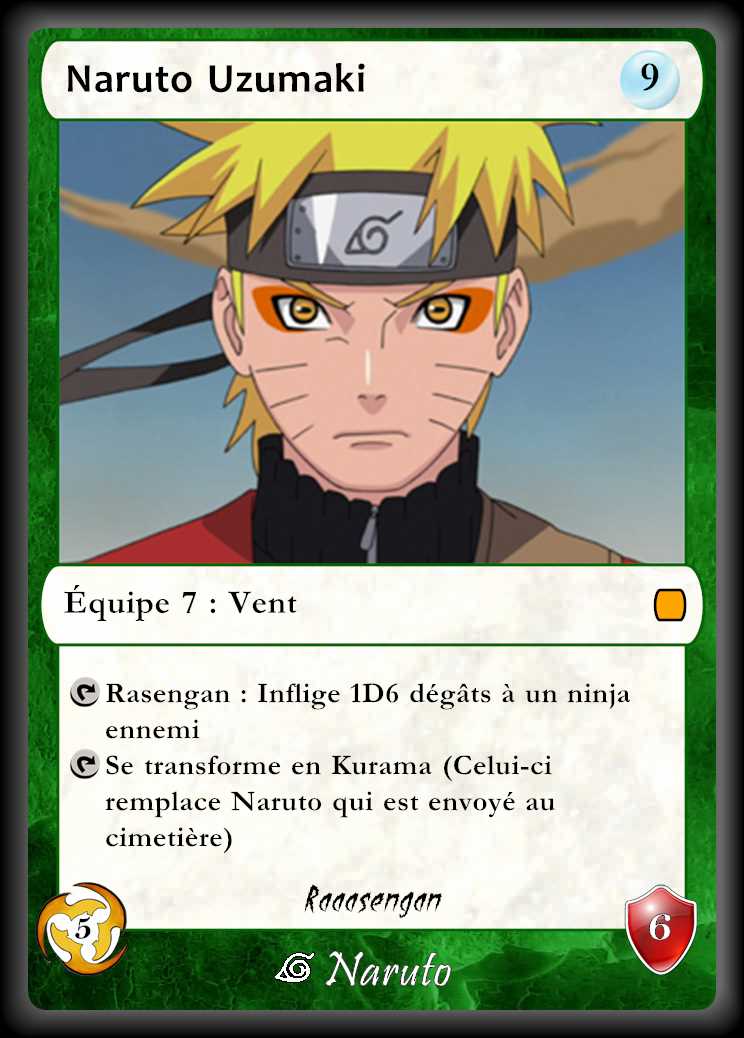 Naruto Uzumaki
9
Équipe 7 : Vent
Rasengan : Inflige 1D6 dégâts à un ninja
ennemi
Se transforme en Kurama (Celui-ci
remplace Naruto qui est envoyé au
cimetière)
Raaasengan
5
6
Naruto